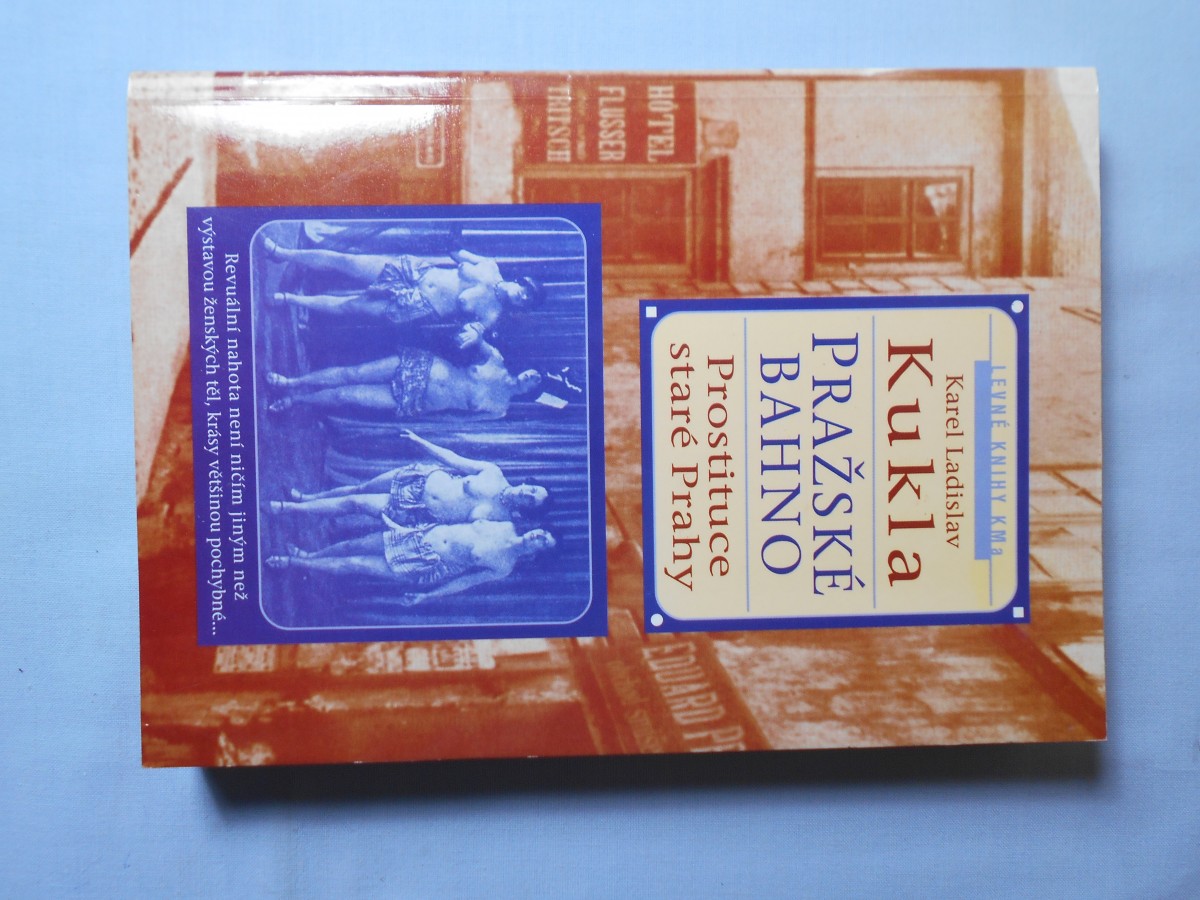 HÔTEL
FLUSSER
TRITSCH
LEVNÉ KNIHY KMa
Karel Ladislav
Kukla
PRAŽSKÉ
BAHNO
Prostituce
staré Prahy
EDUARD
Revuální nahota není ničím jiným než
výstavou ženských těl, krásy většinou pochybné...